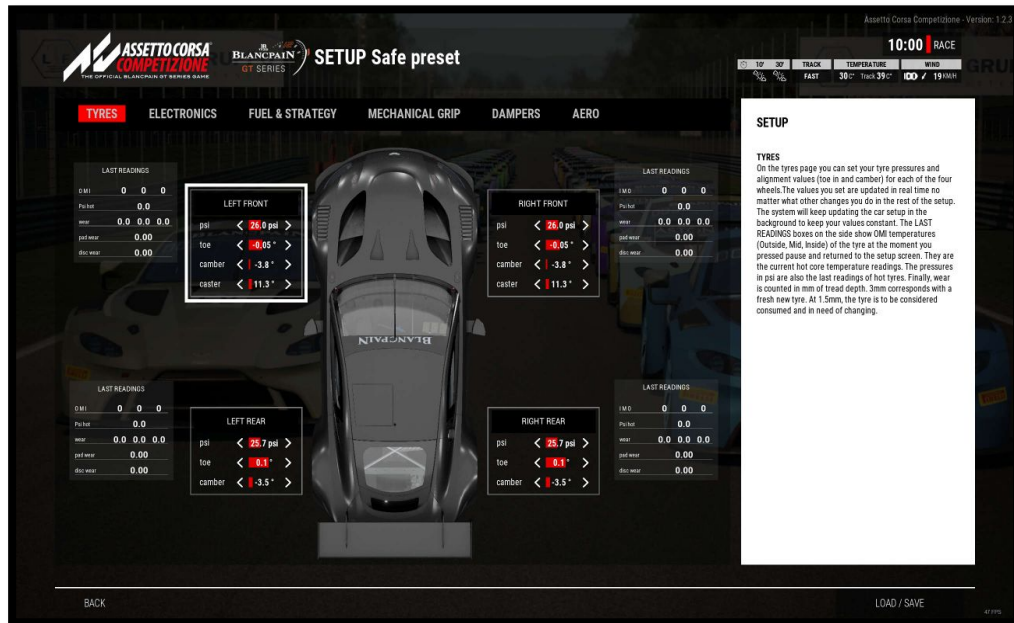 Assetto Corsa Competizione - Version: 1.2.3
ASSETTO CORSA
COMPETIZIONE
THE OFFICIAL BLANCPAIN GT SERIES GAME
BLANCPAIN
GT SERIES
SETUP Safe preset
10:00 RACE
10' 30' TRACK TEMPERATURE WIND
FAST 30 C° Track 39 C° 19 KM/H
TYRES ELECTRONICS FUEL & STRATEGY MECHANICAL GRIP DAMPERS AERO
LAST READINGS
O M I 0 0 0
Psi hot 0.0
wear 0.0 0.0 0.0
pad wear 0.00
disc wear 0.00
LEFT FRONT
psi 26.0 psi
toe -0.05 °
camber -3.8 °
caster 11.3 °
RIGHT FRONT
psi 26.0 psi
toe -0.05 °
camber -3.8 °
caster 11.3 °
LAST READINGS
I M O 0 0 0
Psi hot 0.0
wear 0.0 0.0 0.0
pad wear 0.00
disc wear 0.00
BLANCPAIN
LAST READINGS
O M I 0 0 0
Psi hot 0.0
wear 0.0 0.0 0.0
pad wear 0.00
disc wear 0.00
LEFT REAR
psi 25.7 psi
toe 0.1 °
camber -3.5 °
RIGHT REAR
psi 25.7 psi
toe 0.1 °
camber -3.5 °
LAST READINGS
I M O 0 0 0
Psi hot 0.0
wear 0.0 0.0 0.0
pad wear 0.00
disc wear 0.00
SETUP
TYRES
On the tyres page you can set your tyre pressures and
alignment values (toe in and camber) for each of the four
wheels.The values you set are updated in real time no
matter what other changes you do in the rest of the setup.
The system will keep updating the car setup in the
background to keep your values constant. The LAST
READINGS boxes on the side show OMI temperatures
(Outside, Mid, Inside) of the tyre at the moment you
pressed pause and returned to the setup screen. They are
the current hot core temperature readings. The pressures
in psi are also the last readings of hot tyres. Finally, wear
is counted in mm of tread depth. 3mm corresponds with a
fresh new tyre. At 1.5mm, the tyre is to be considered
consumed and in need of changing.
BACK
LOAD / SAVE
47 FPS